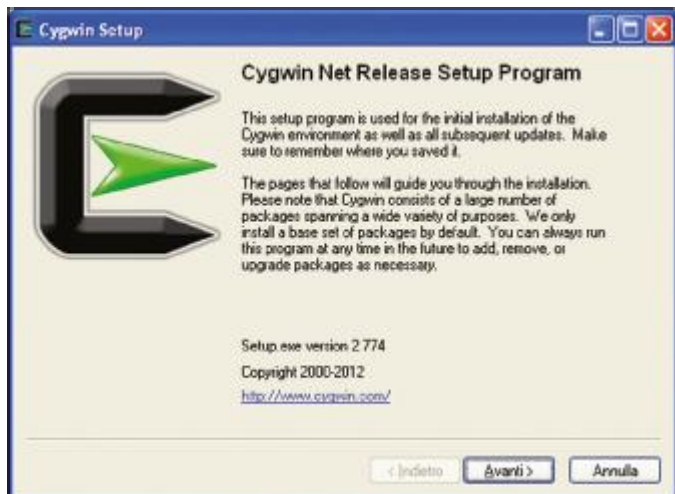 Cygwin Setup
Cygwin Net Release Setup Program
This setup program is used for the initial installation of the
Cygwin environment as well as all subsequent updates. Make
sure to remember where you saved it.
The pages that follow will guide you through the installation.
Please note that Cygwin consists of a large number of
packages spanning a wide variety of purposes. We only
install a base set of packages by default. You can always run
this program at any time in the future to add, remove, or
upgrade packages as necessary.
Setup.exe version 2.774
Copyright 2000-2012
http://www.cygwin.com/
< Indietro Avanti > Annulla